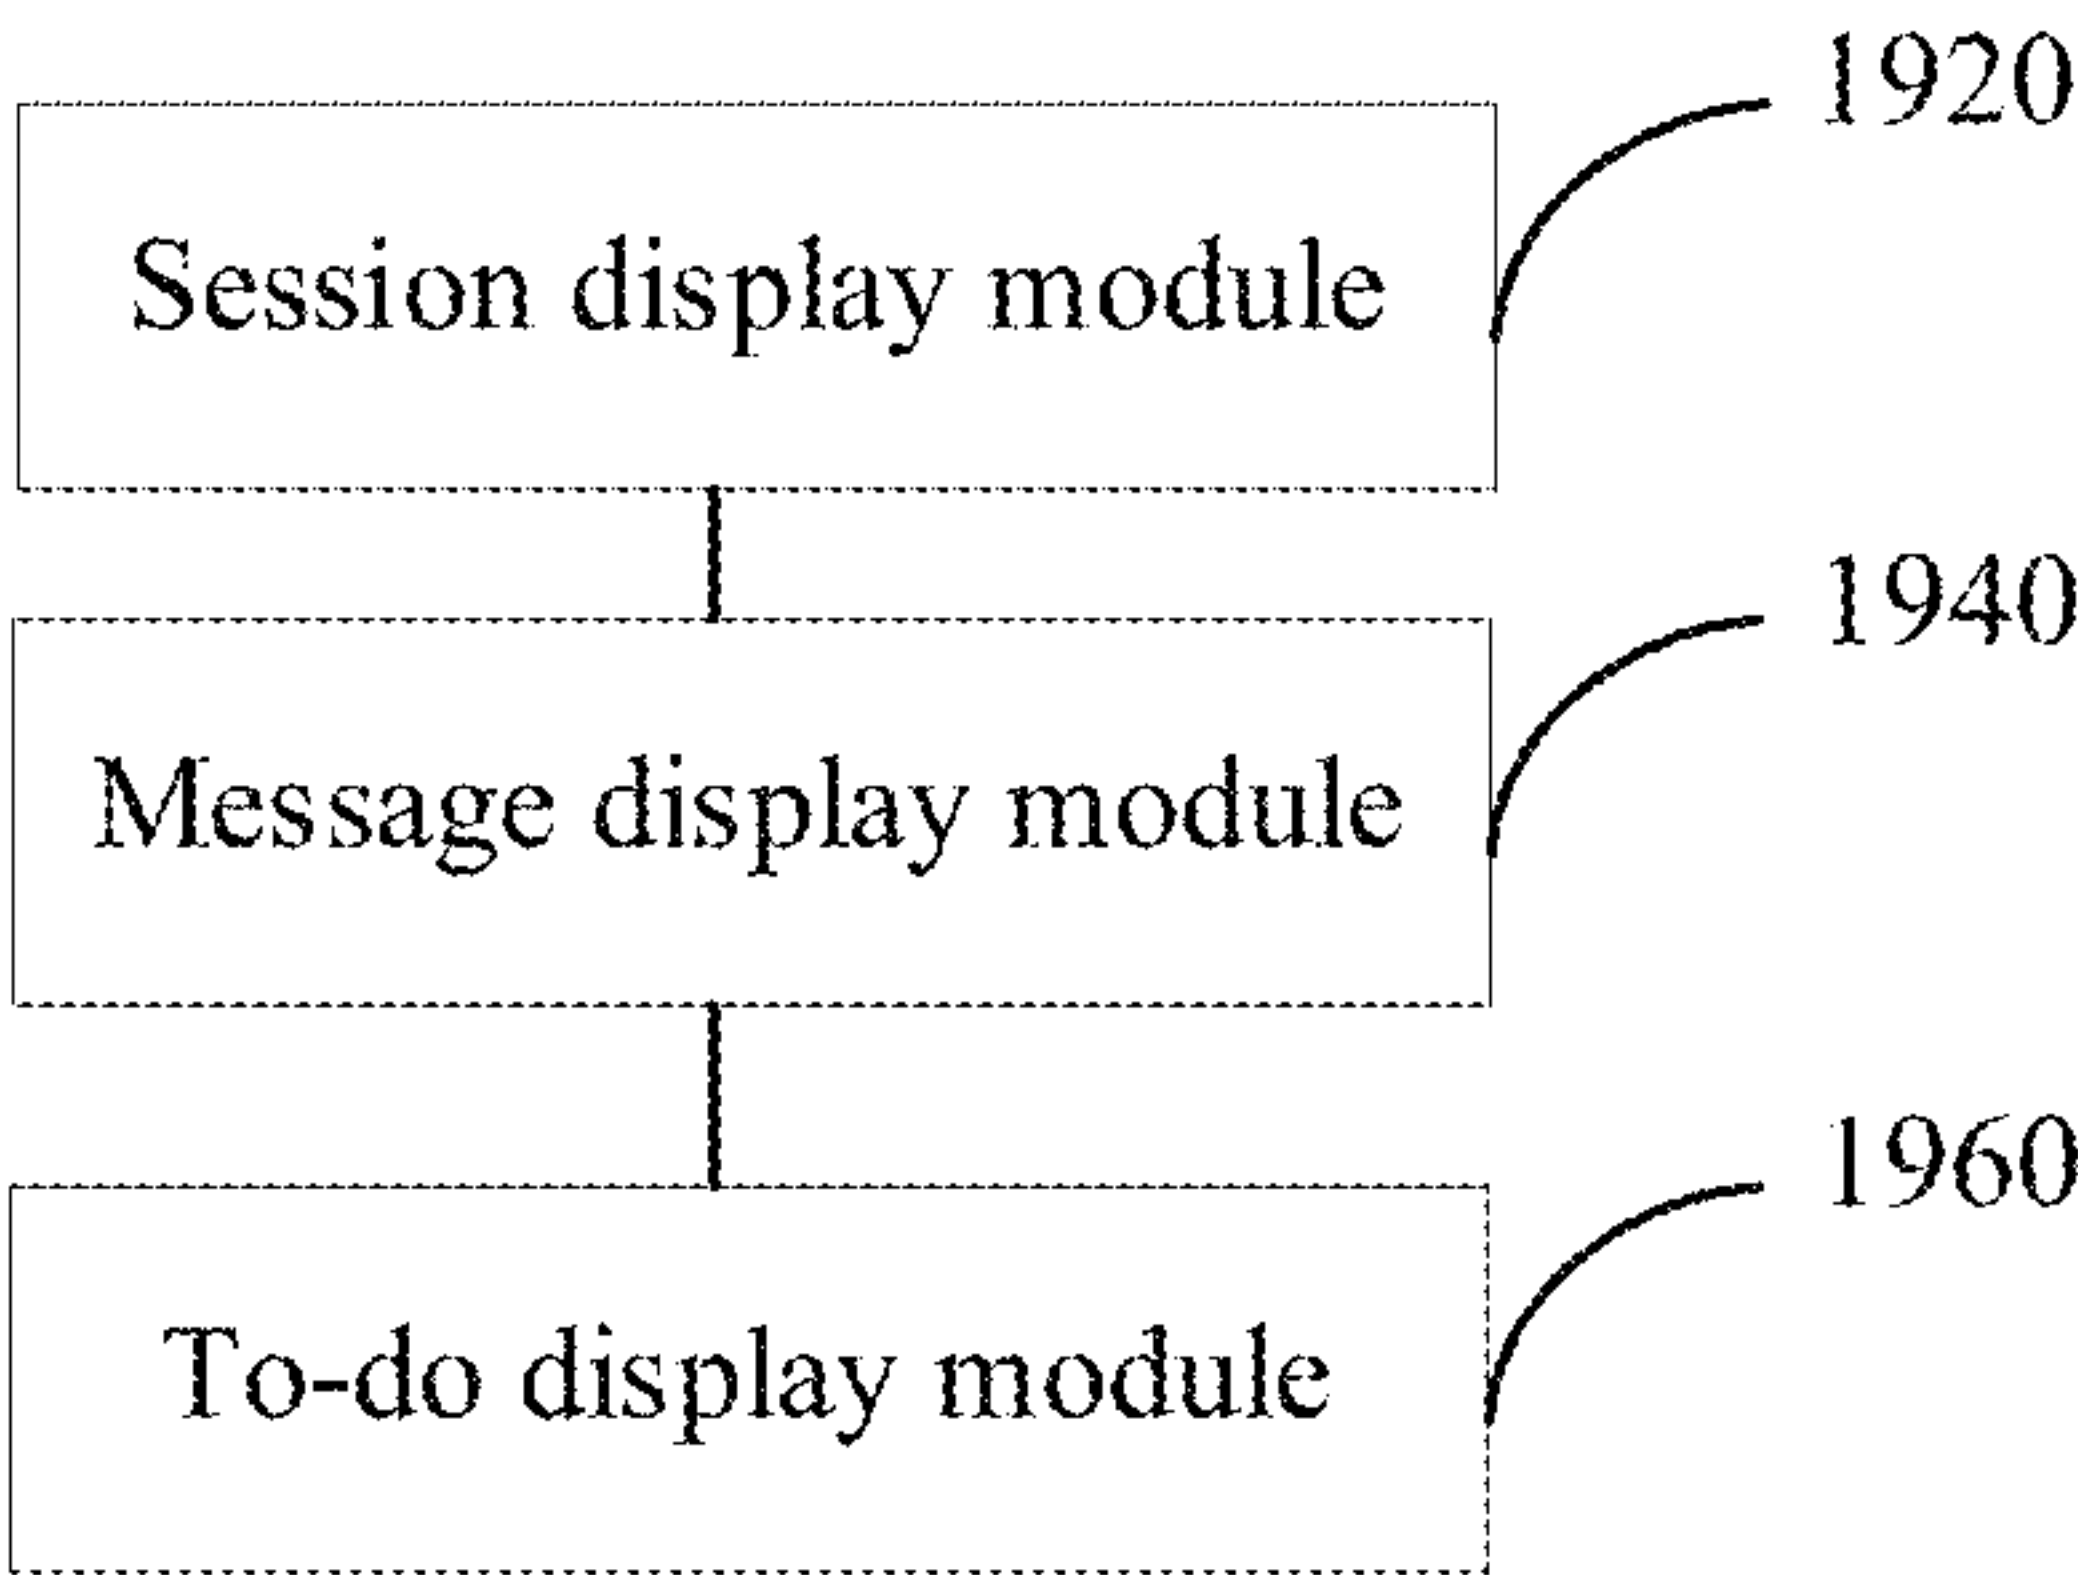 1920
Session display module
1940
Message display module
1960
To-do display module